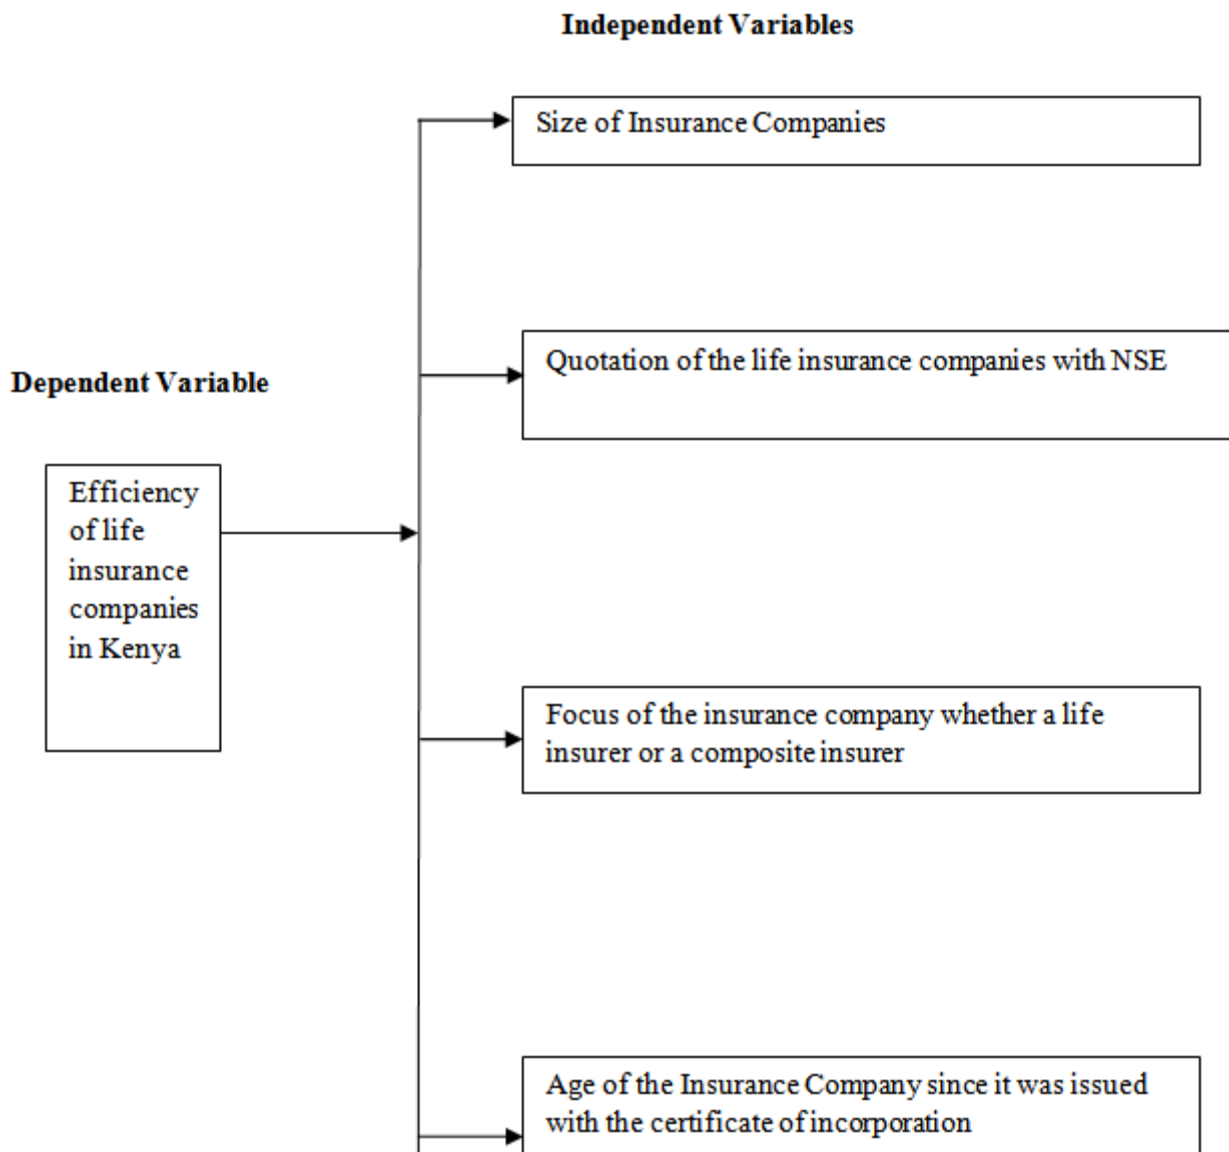 Independent Variables
Size of Insurance Companies
Quotation of the life insurance companies with NSE
Dependent Variable
Efficiency
of life
insurance
companies
in Kenya
Focus of the insurance company whether a life
insurer or a composite insurer
Age of the Insurance Company since it was issued
with the certificate of incorporation